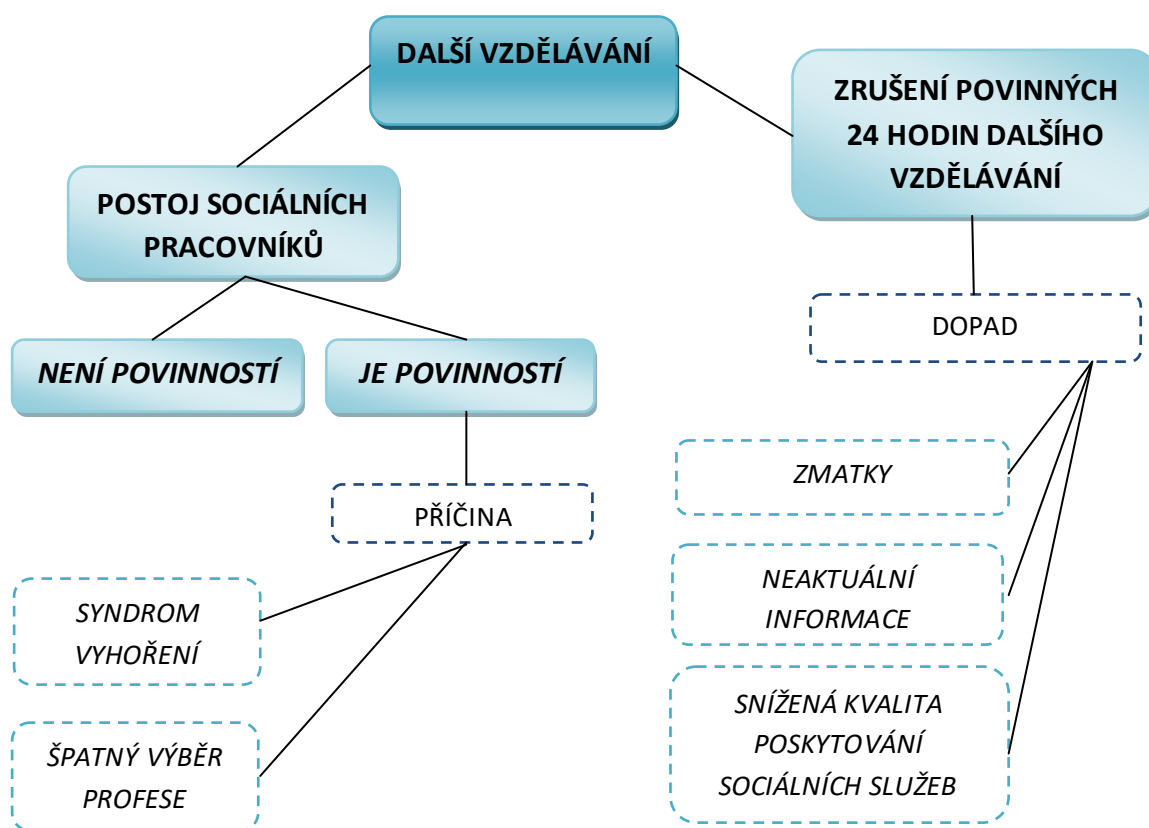 DALŠÍ VZDĚLÁVÁNÍ
ZRUŠENÍ POVINNÝCH
24 HODIN DALŠÍHO
VZDĚLÁVÁNÍ
POSTOJ SOCIÁLNÍCH
PRACOVNÍKŮ
DOPAD
NENÍ POVINNOSTÍ
JE POVINNOSTÍ
ZMATKY
PŘÍČINA
NEAKTUÁLNÍ
INFORMACE
SYNDROM
VYHOŘENÍ
SNÍŽENÁ KVALITA
POSKYTOVÁNÍ
SOCIÁLNÍCH SLUŽEB
ŠPATNÝ VÝBĚR
PROFESE